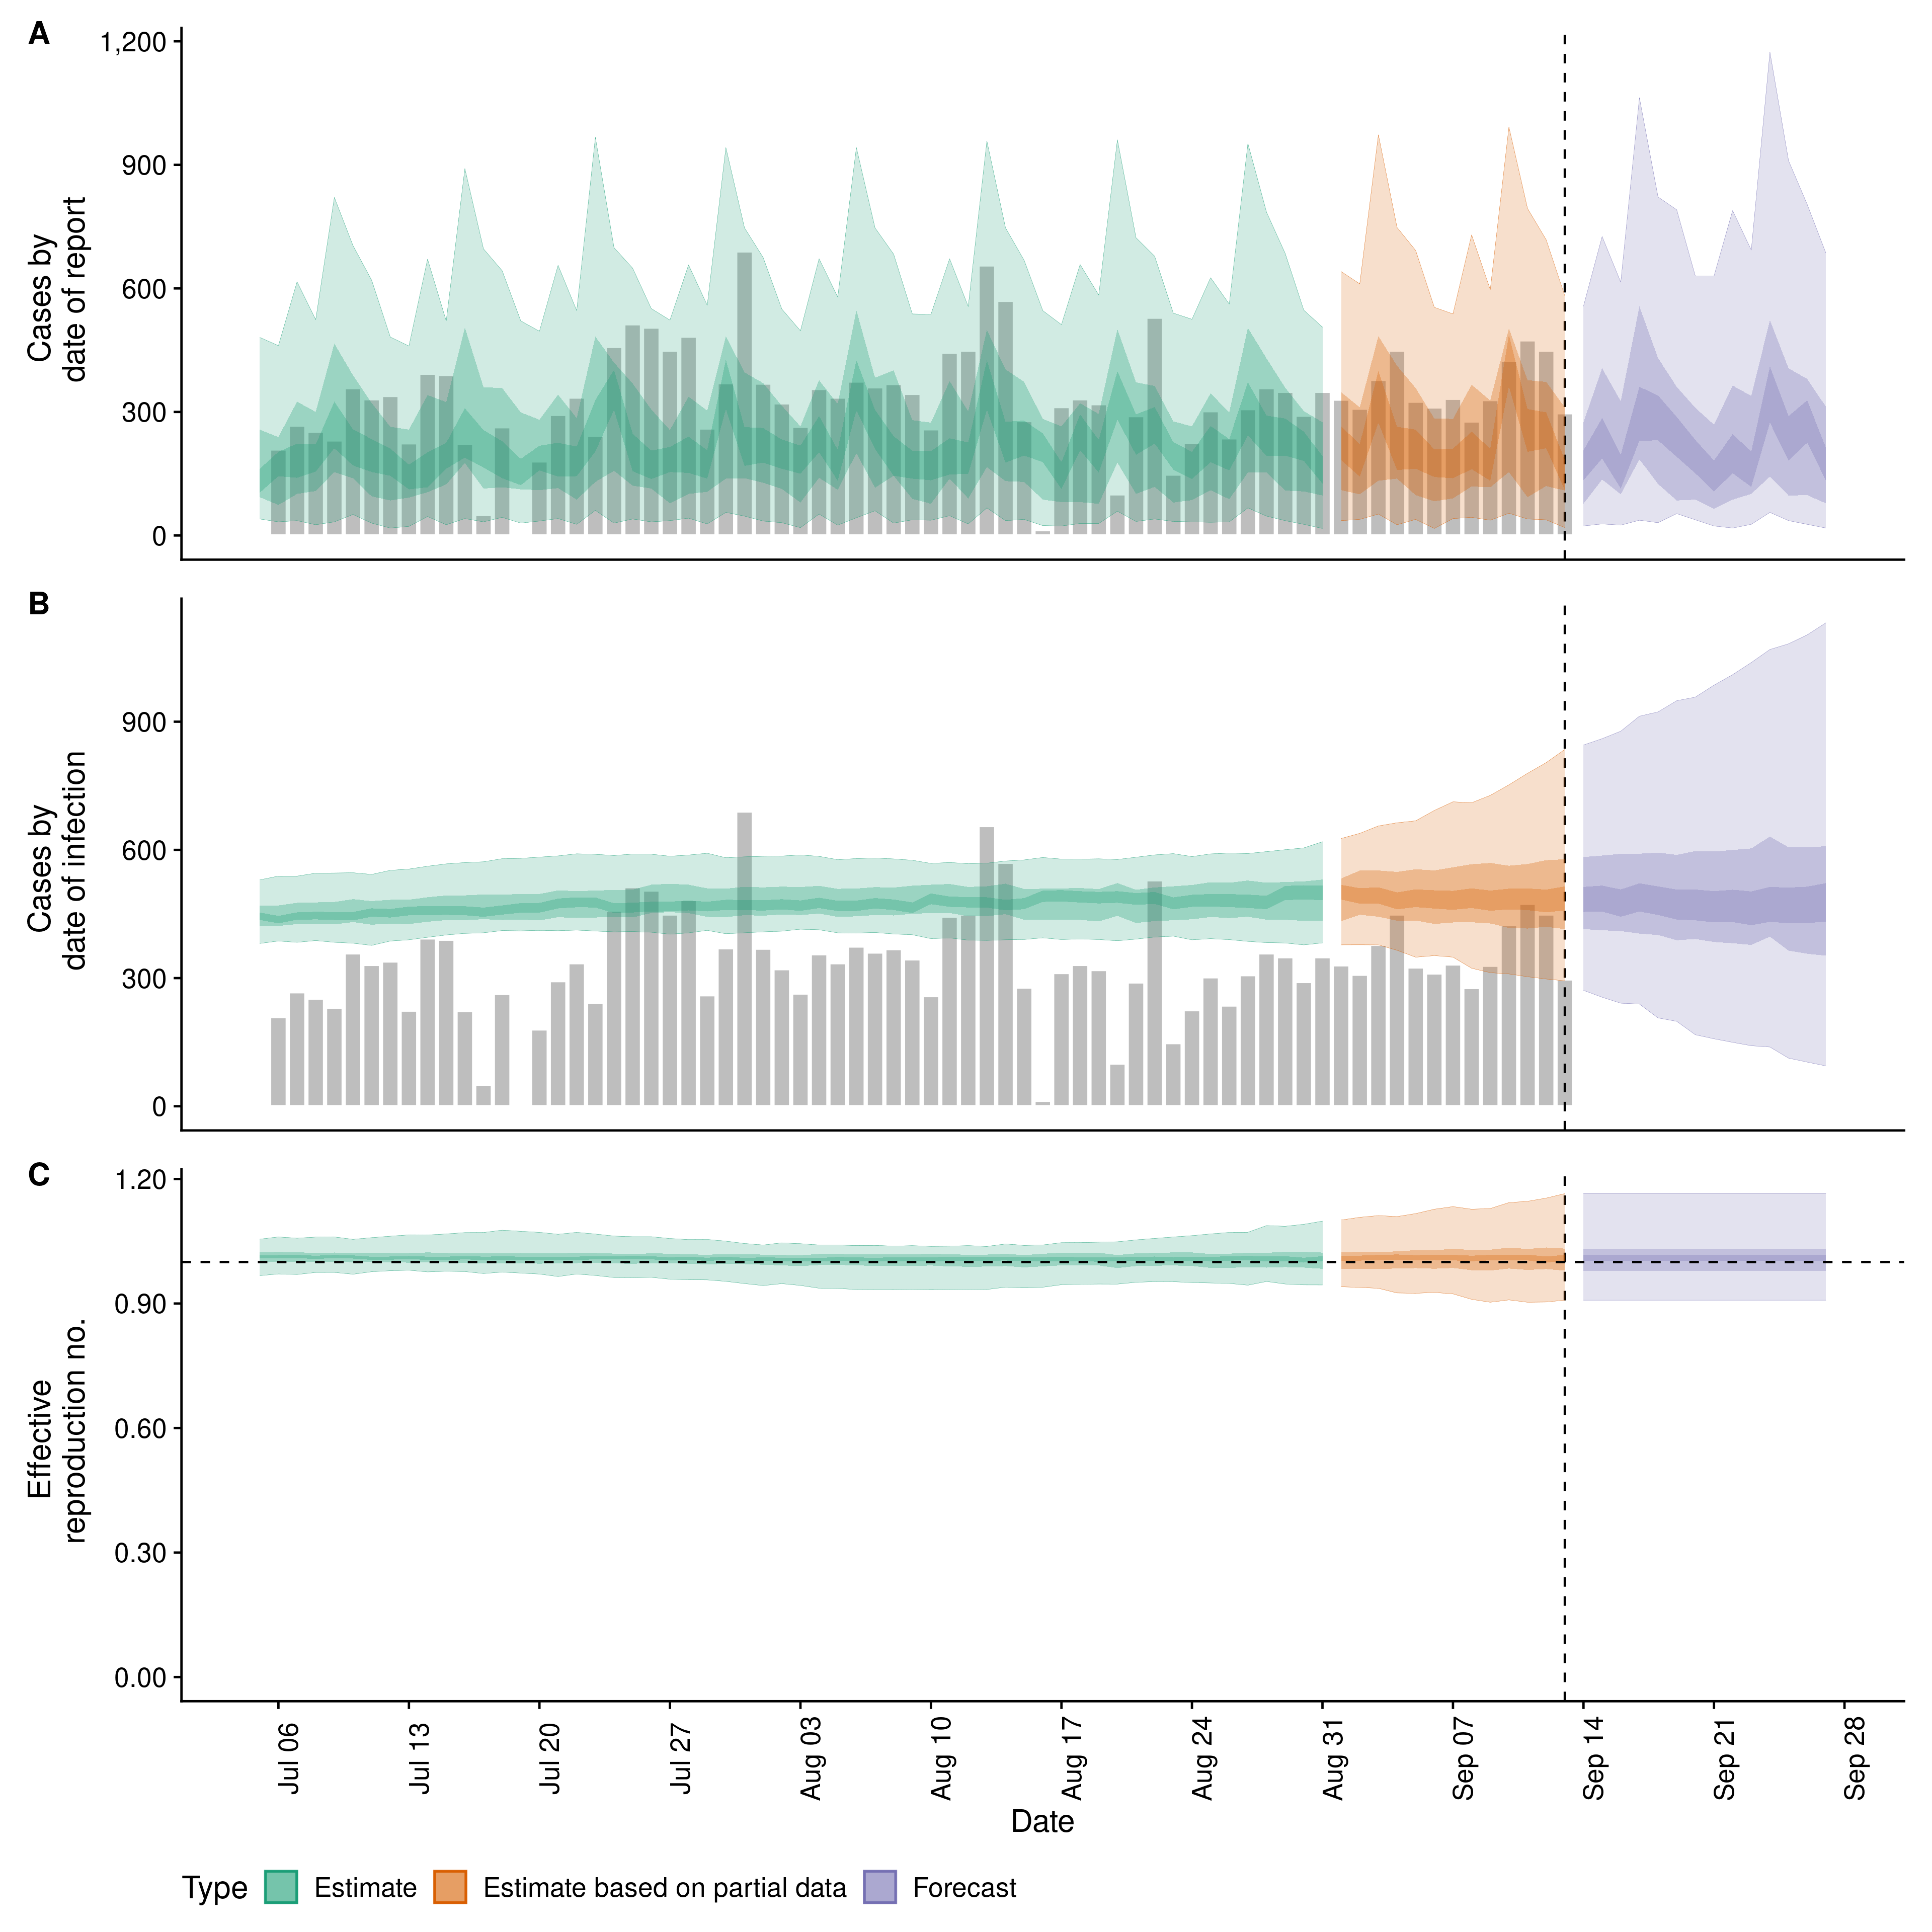 A
1,200
900
600
300
0
Cases by
date of report
B
900
600
300
0
Cases by
date of infection
C
1.20
0.90
0.60
0.30
0.00
Effective
reproduction no.
Jul 06
Jul 13
Jul 20
Jul 27
Aug 03
Aug 10
Aug 17
Aug 24
Aug 31
Sep 07
Sep 14
Sep 21
Sep 28
Date
Type Estimate Estimate based on partial data Forecast